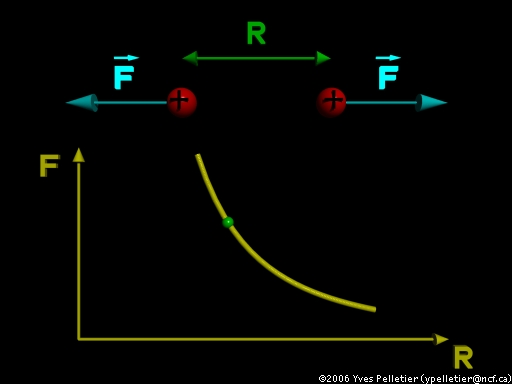 R
F F
+ +
F
R
©2006 Yves Pelletier (ypelletier@ncf.ca)